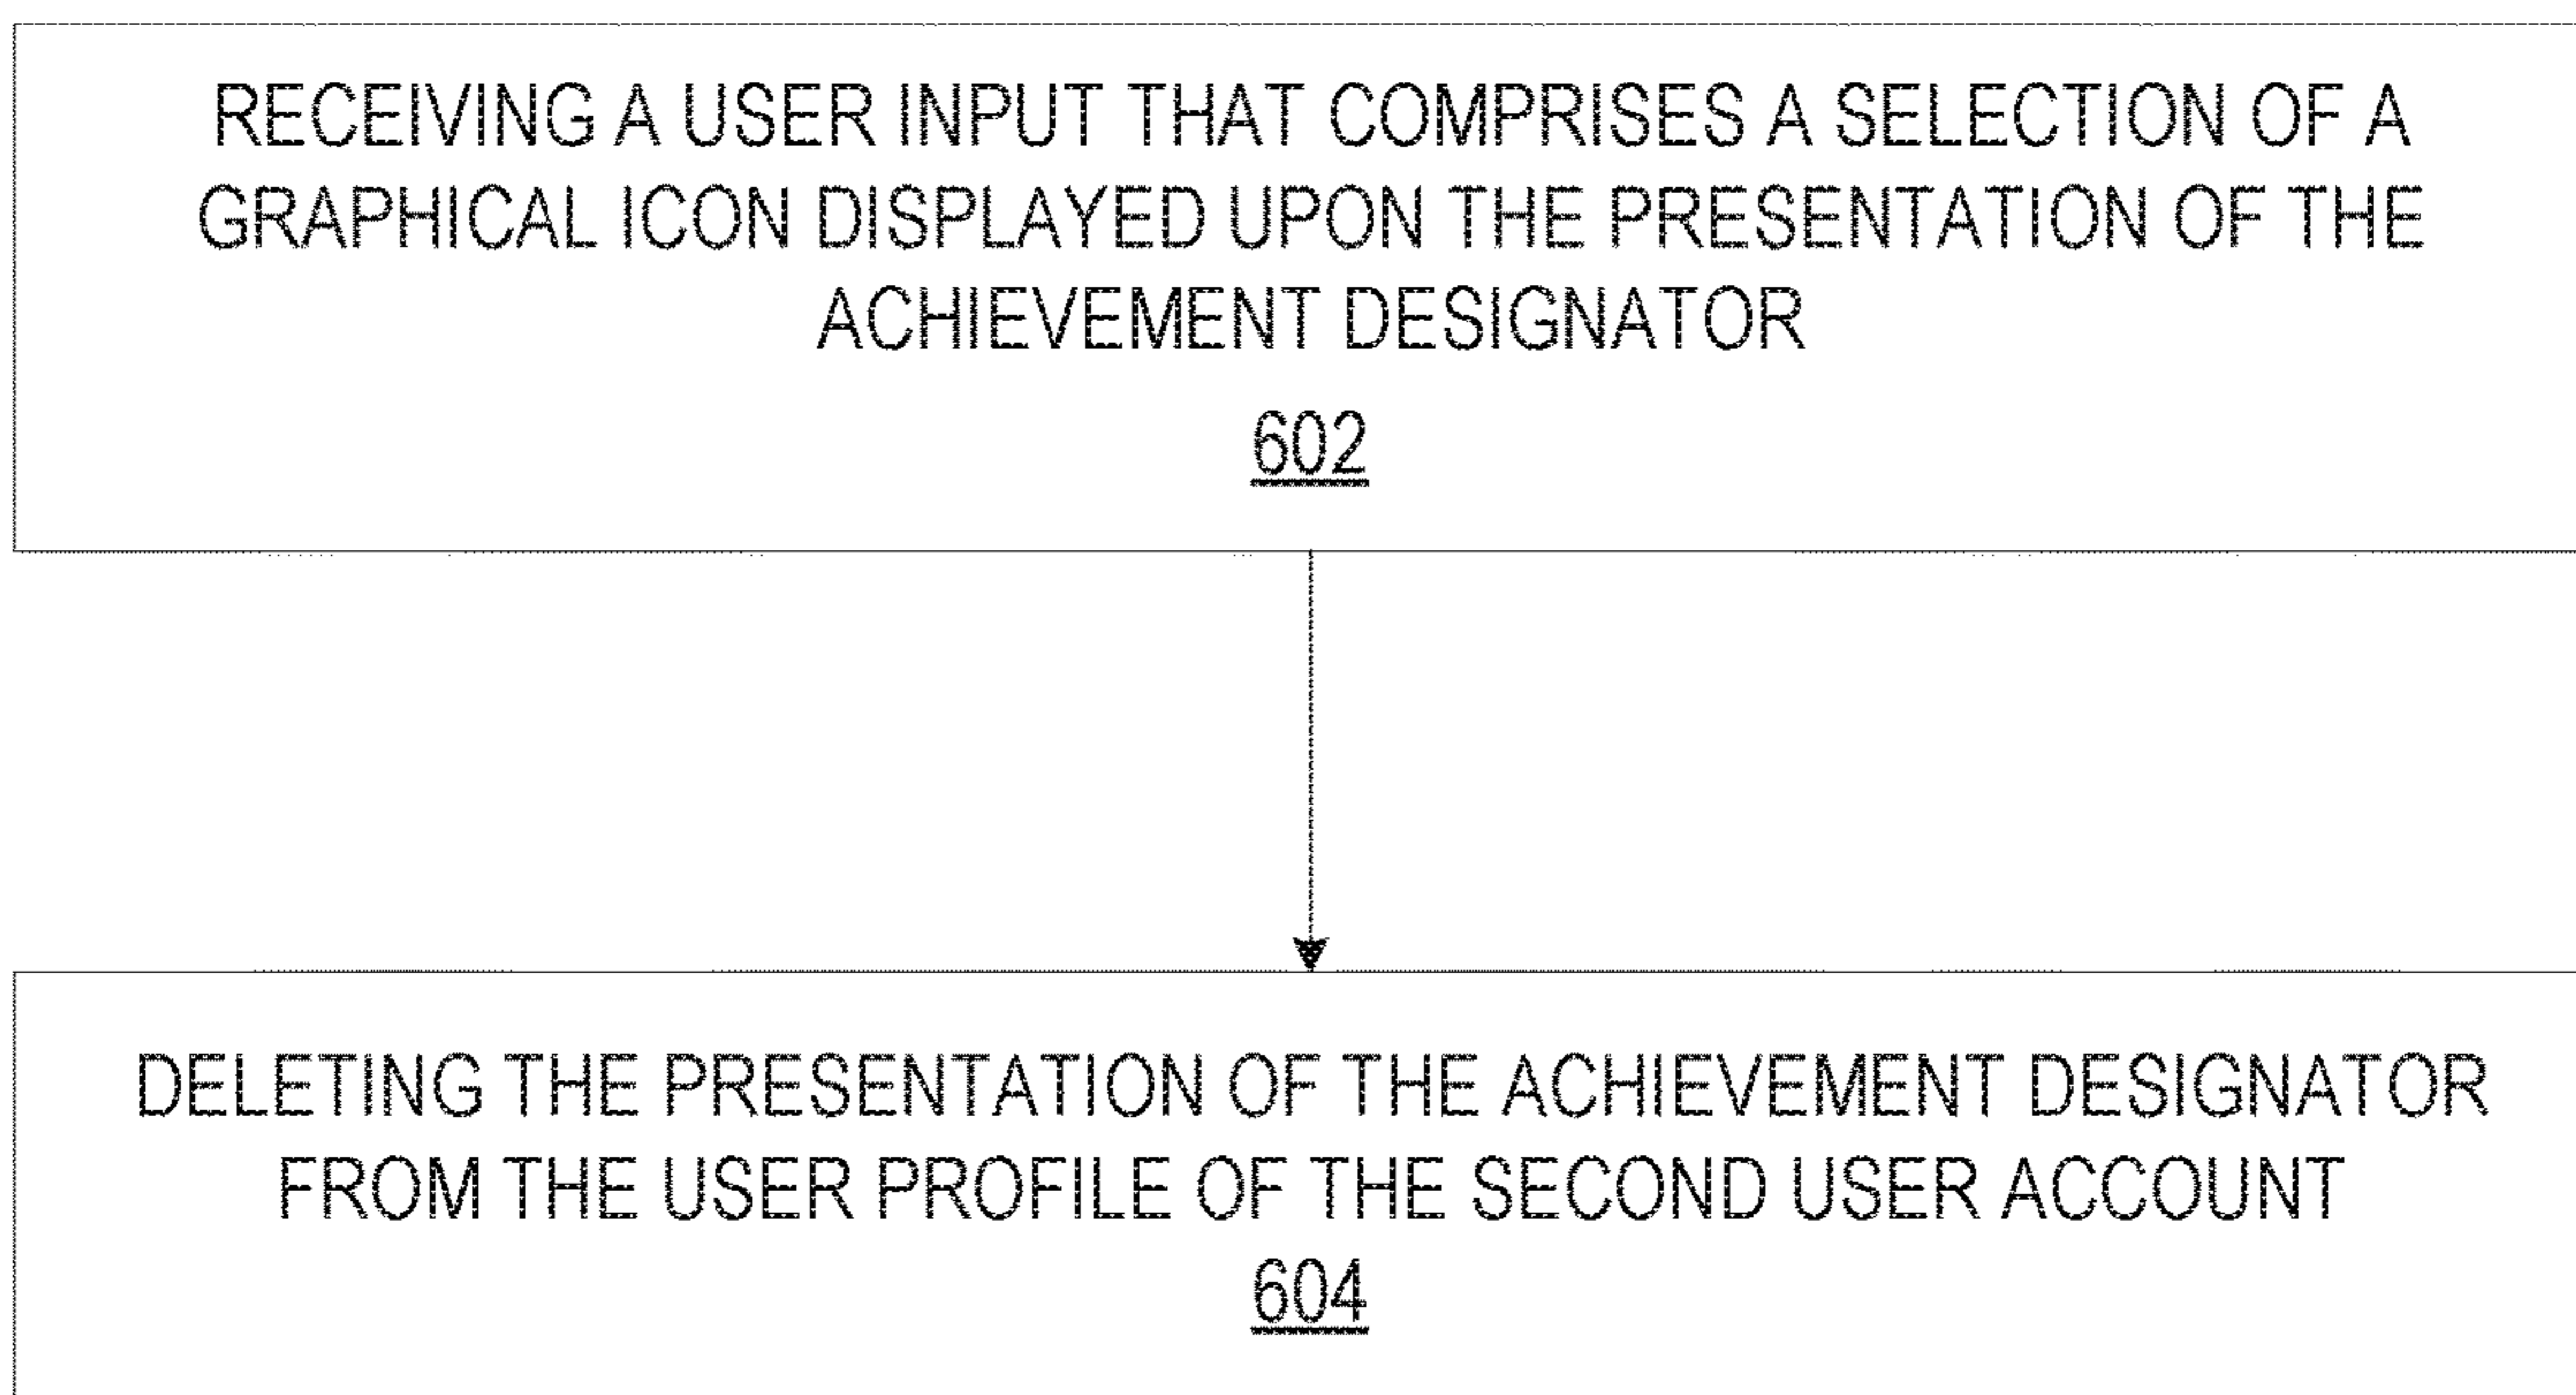 RECEIVING A USER INPUT THAT COMPRISES A SELECTION OF A
GRAPHICAL ICON DISPLAYED UPON THE PRESENTATION OF THE
ACHIEVEMENT DESIGNATOR
602
DELETING THE PRESENTATION OF THE ACHIEVEMENT DESIGNATOR
FROM THE USER PROFILE OF THE SECOND USER ACCOUNT
604